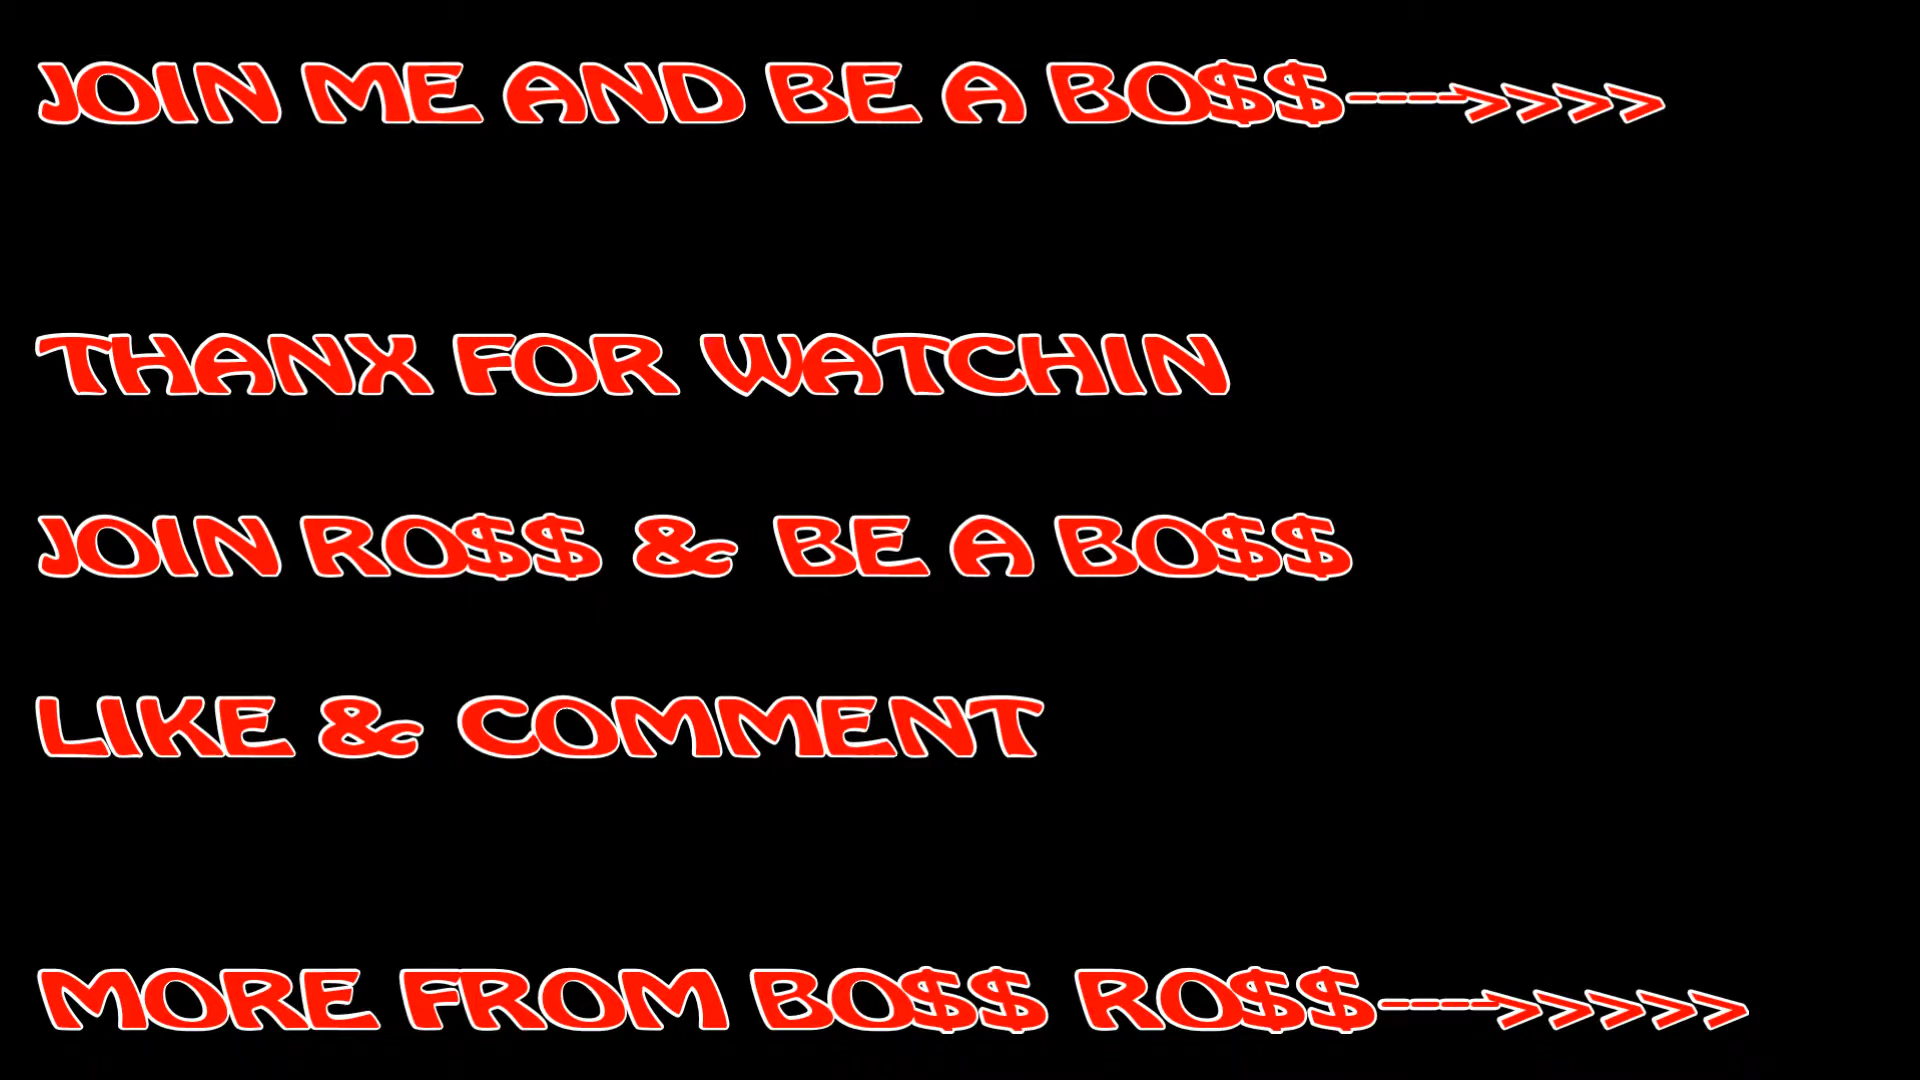 JOIN ME AND BE A BO$$---->>>>>
THANX FOR WATCHIN
JOIN RO$$ & BE A BO$$
LIKE & COMMENT
MORE FROM BO$$ RO$$---->>>>>